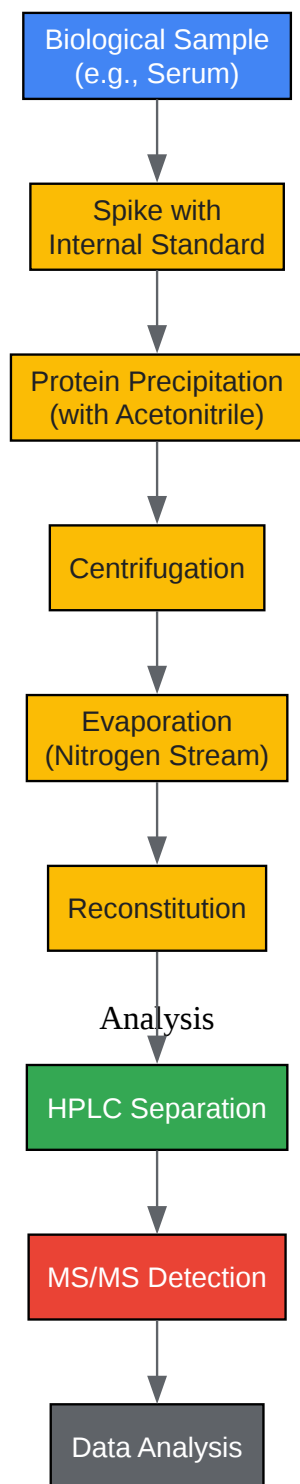 Biological Sample
(e.g., Serum)
Spike with
Internal Standard
Protein Precipitation
(with Acetonitrile)
Centrifugation
Evaporation
(Nitrogen Stream)
Reconstitution
Analysis
HPLC Separation
MS/MS Detection
Data Analysis